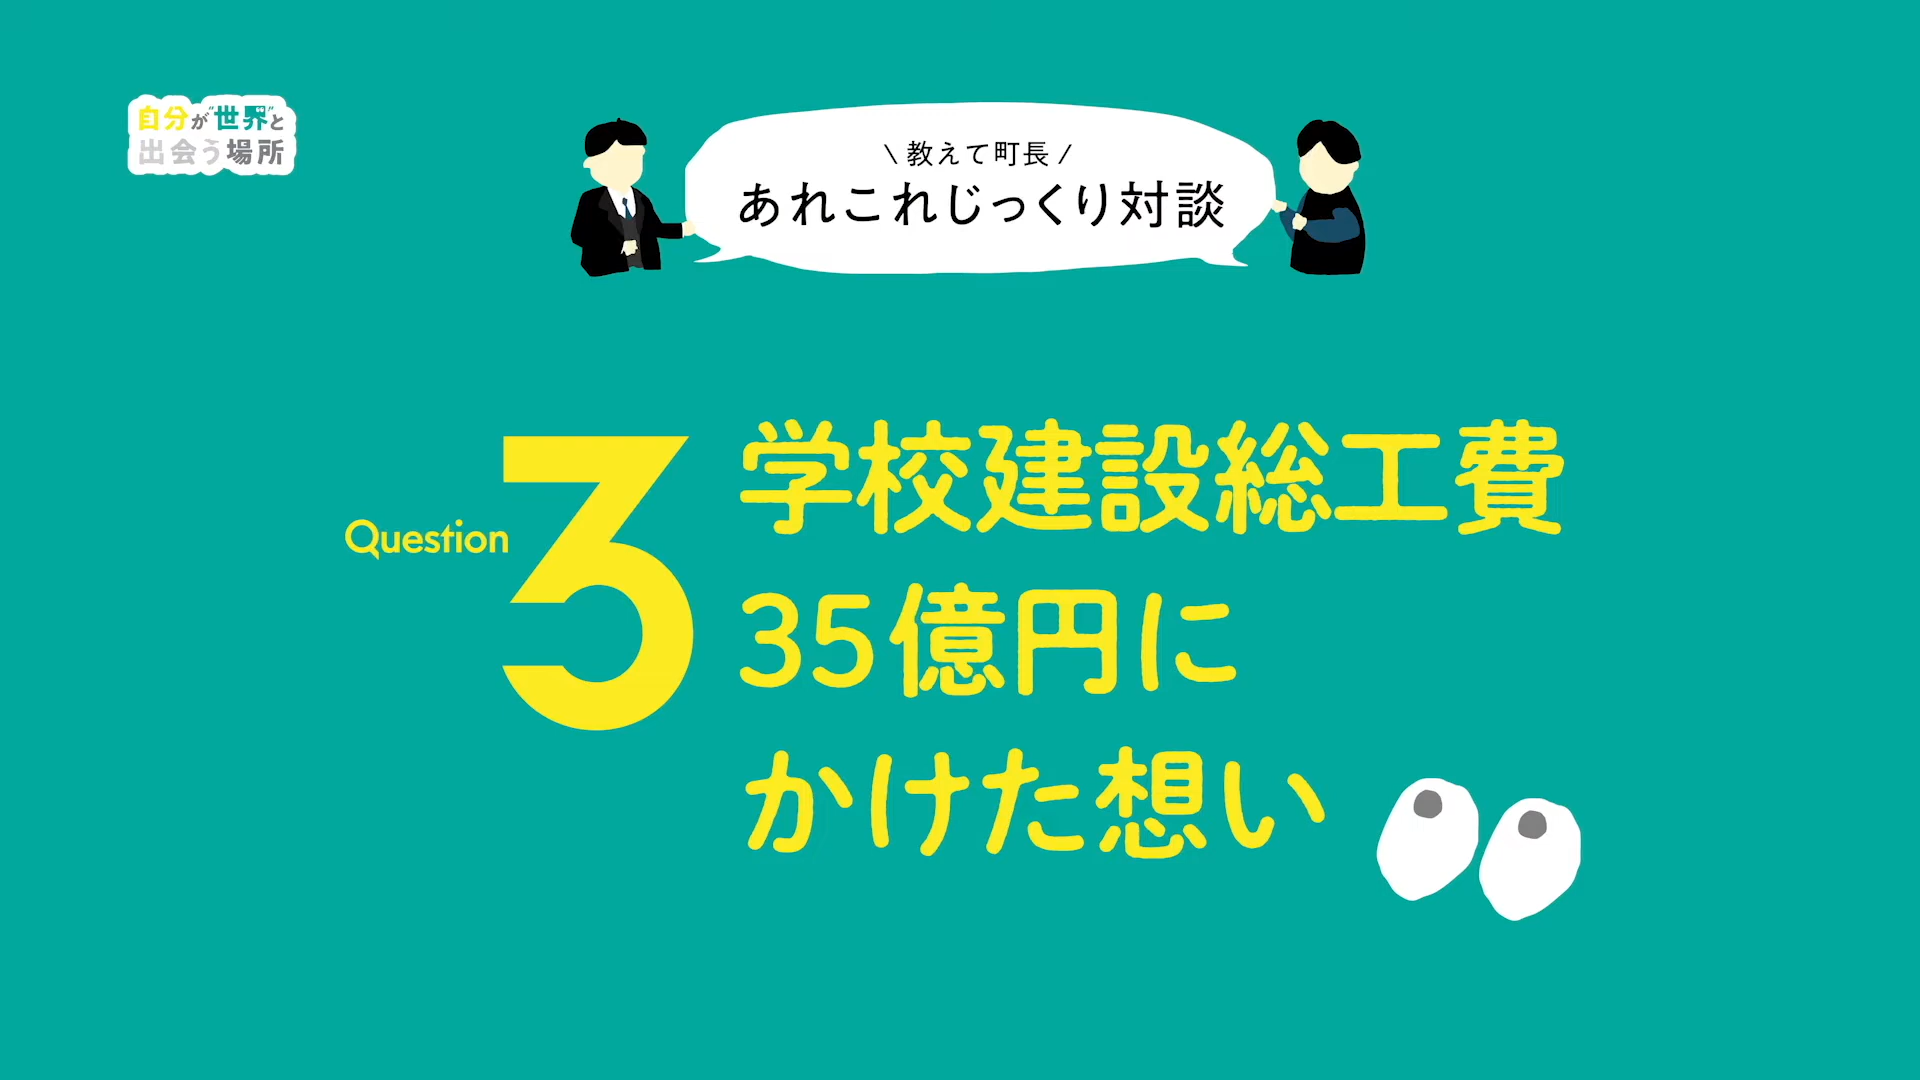 自分が“世界”と
出会う場所
\ 教えて町長 /
あれこれじっくり対談
Question 3
学校建設総工費
35億円に
かけた想い